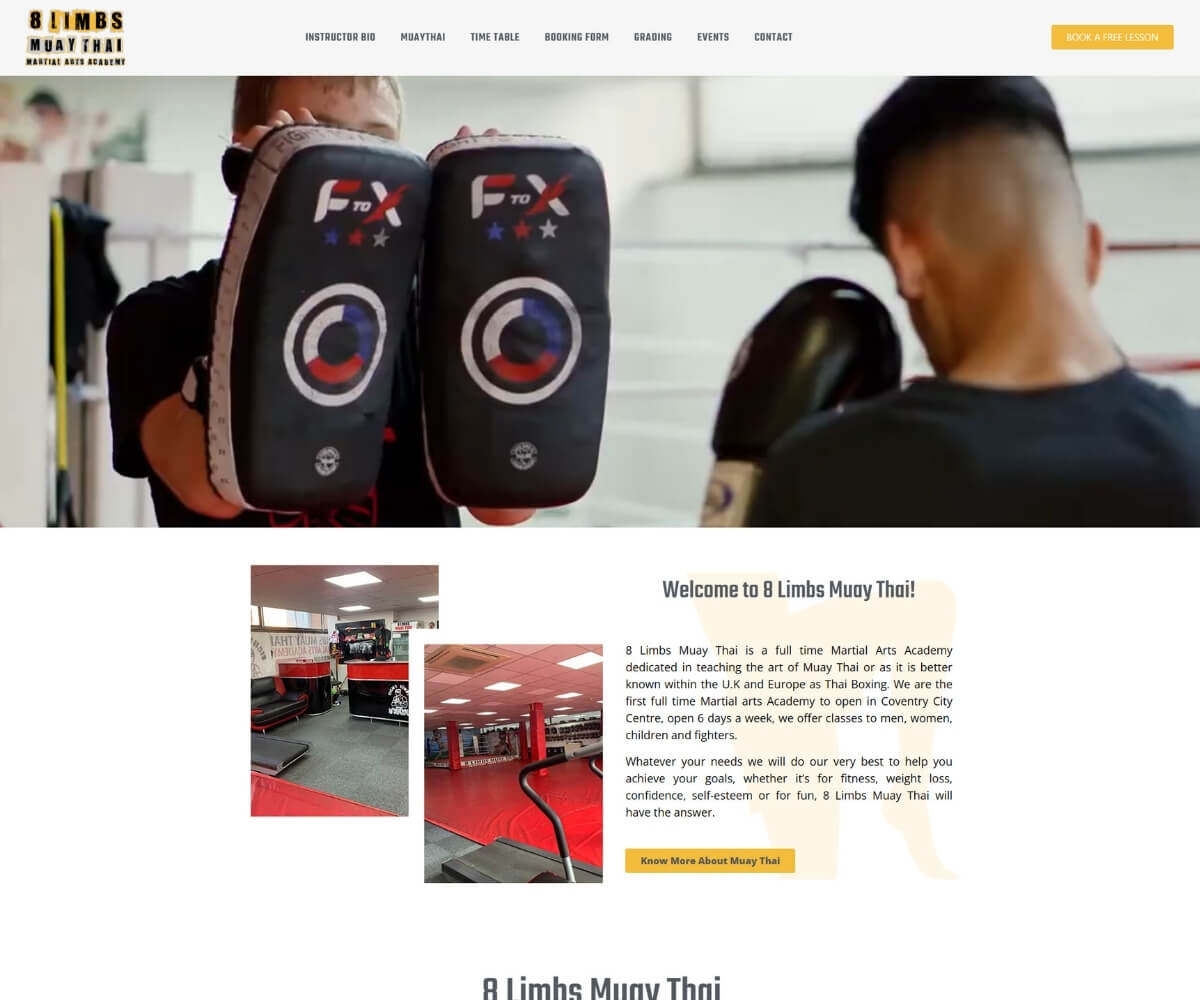 8 LIMBS
MUAY THAI
MARTIAL ARTS ACADEMY
INSTRUCTOR BIO
MUAYTHAI
TIME TABLE
BOOKING FORM
GRADING
EVENTS
CONTACT
BOOK A FREE LESSON
FIGHT
F TO X
F TO X
Welcome to 8 Limbs Muay Thai!
8 Limbs Muay Thai is a full time Martial Arts Academy
dedicated in teaching the art of Muay Thai or as it is better
known within the U.K and Europe as Thai Boxing. We are the
first full time Martial arts Academy to open in Coventry City
Centre, open 6 days a week, we offer classes to men, women,
children and fighters.
Whatever your needs we will do our very best to help you
achieve your goals, whether it's for fitness, weight loss,
confidence, self-esteem or for fun, 8 Limbs Muay Thai will
have the answer.
Know More About Muay Thai
8 Limbs Muay Thai